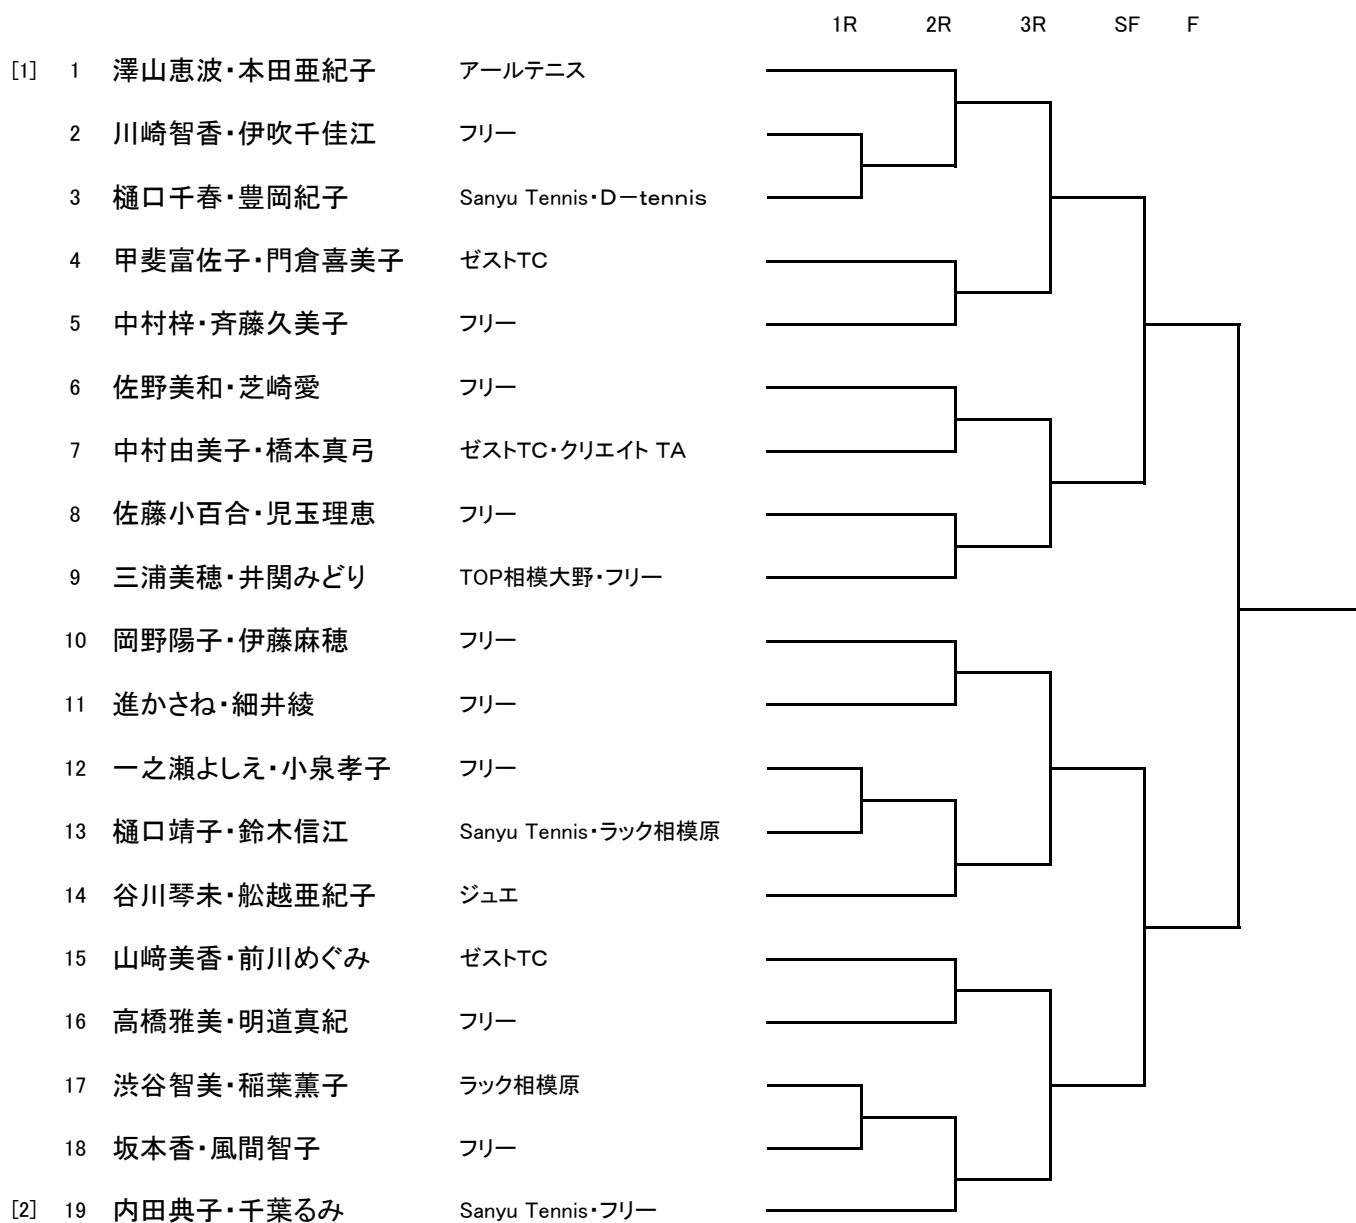 1R 2R 3R SF F
[1] 1 澤山恵波・本田亜紀子 アールテニス
2 川崎智香・伊吹千佳江 フリー
3 樋口千春・豊岡紀子 Sanyu Tennis・Ｄ－ｔｅｎｎｉｓ
4 甲斐富佐子・門倉喜美子 ゼストTC
5 中村梓・斉藤久美子 フリー
6 佐野美和・芝崎愛 フリー
7 中村由美子・橋本真弓 ゼストTC・クリエイト TA
8 佐藤小百合・児玉理恵 フリー
9 三浦美穂・井関みどり TOP相模大野・フリー
10 岡野陽子・伊藤麻穂 フリー
11 進かさね・細井綾 フリー
12 一之瀬よしえ・小泉孝子 フリー
13 樋口靖子・鈴木信江 Sanyu Tennis・ラック相模原
14 谷川琴未・舩越亜紀子 ジュエ
15 山﨑美香・前川めぐみ ゼストTC
16 高橋雅美・明道真紀 フリー
17 渋谷智美・稲葉薫子 ラック相模原
18 坂本香・風間智子 フリー
[2] 19 内田典子・千葉るみ Sanyu Tennis・フリー